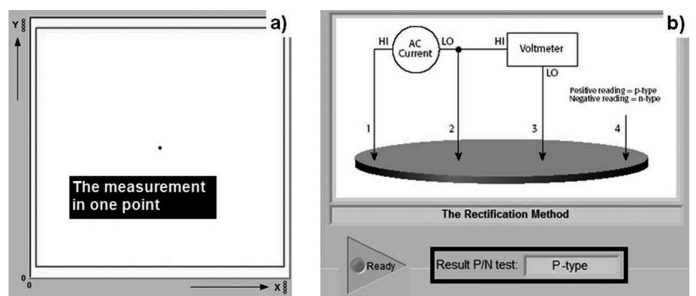 Y
a)
The measurement
in one point
0
0
X
b)
HI
AC
Current
LO
HI
Voltmeter
LO
Positive reading = p-type
Negative reading = n-type
1
2
3
4
The Rectification Method
Ready
Result P/N test:
P-type